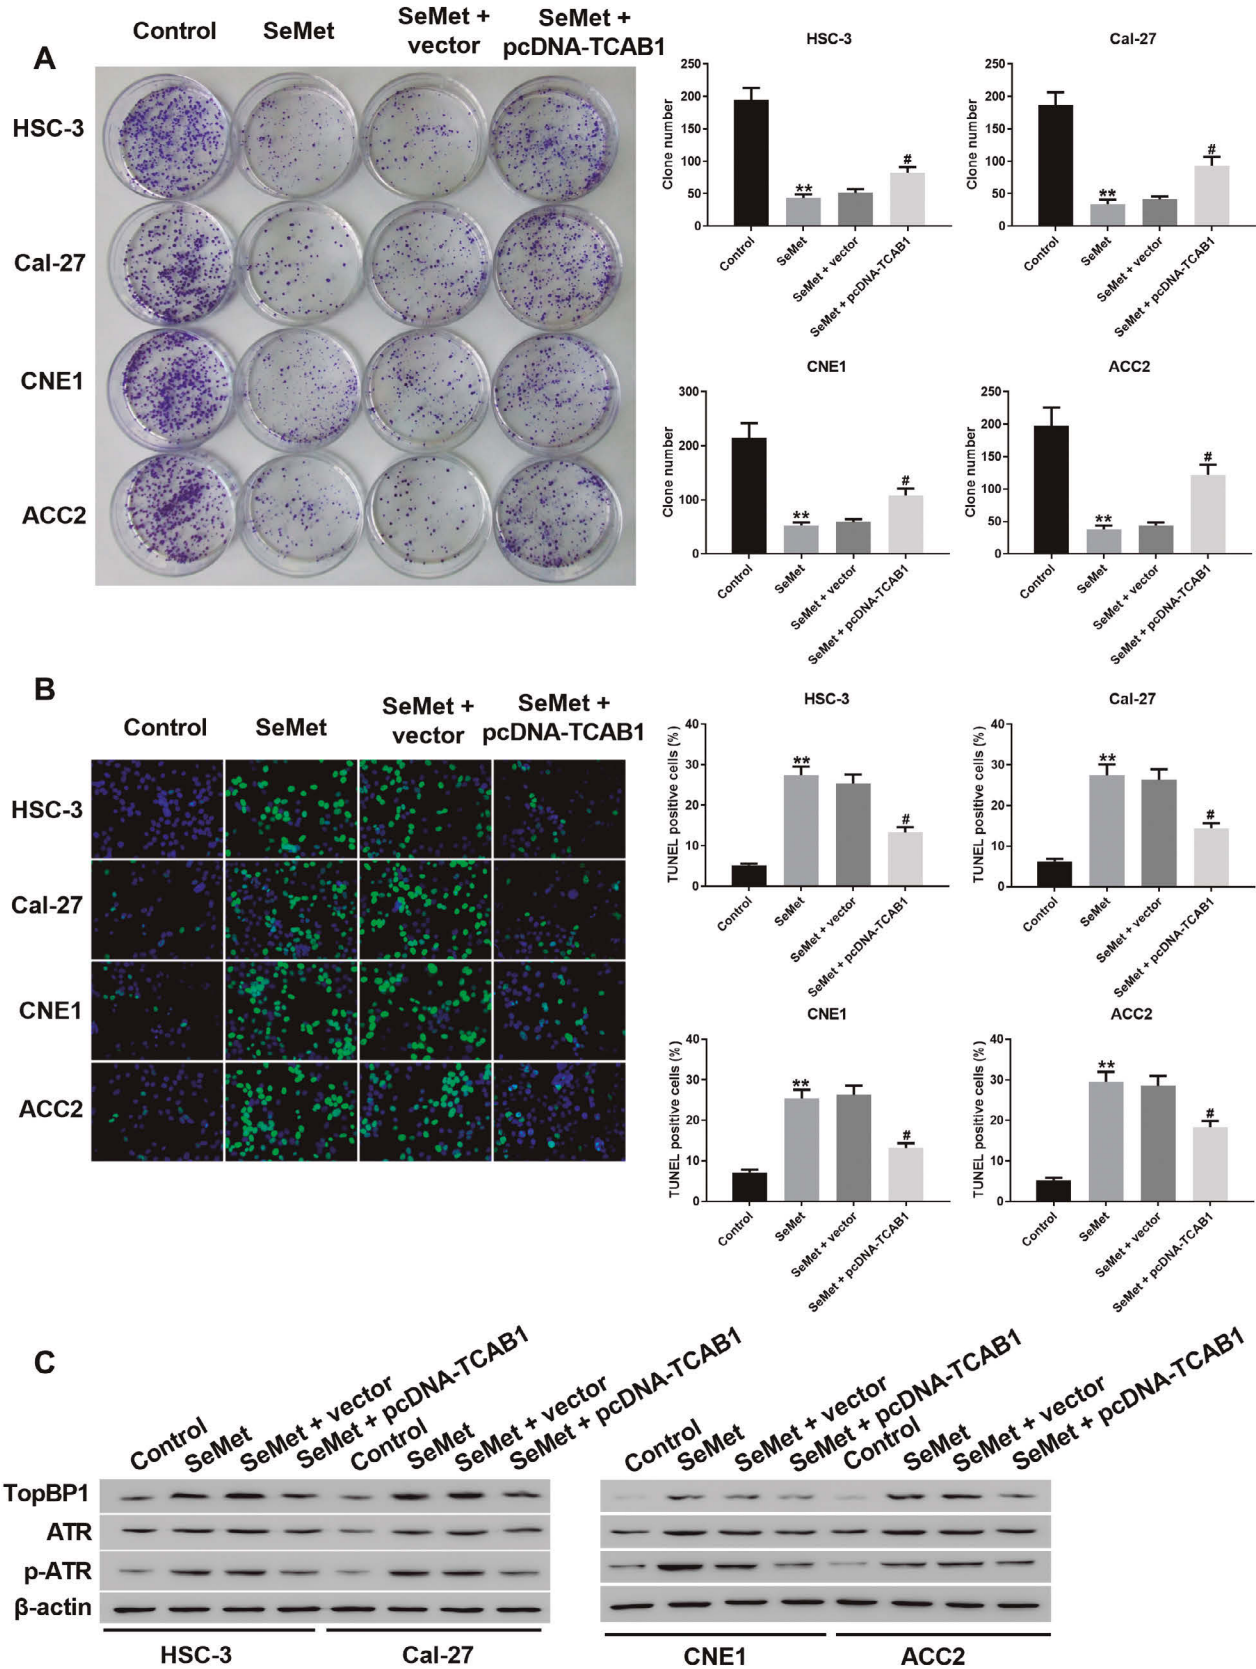 A
Control
SeMet
SeMet +
vector
SeMet +
pcDNA-TCAB1
HSC-3
Cal-27
CNE1
ACC2
HSC-3
Clone number
250
200
150
100
50
0
**
#
Control
SeMet
SeMet + vector
SeMet + pcDNA-TCAB1
Cal-27
Clone number
250
200
150
100
50
0
**
#
Control
SeMet
SeMet + vector
SeMet + pcDNA-TCAB1
CNE1
Clone number
300
200
100
0
**
#
Control
SeMet
SeMet + vector
SeMet + pcDNA-TCAB1
ACC2
Clone number
250
200
150
100
50
0
**
#
Control
SeMet
SeMet + vector
SeMet + pcDNA-TCAB1
B
Control
SeMet
SeMet +
vector
SeMet +
pcDNA-TCAB1
HSC-3
Cal-27
CNE1
ACC2
HSC-3
TUNEL positive cells (%)
40
30
20
10
0
**
#
Control
SeMet
SeMet + vector
SeMet + pcDNA-TCAB1
Cal-27
TUNEL positive cells (%)
40
30
20
10
0
**
#
Control
SeMet
SeMet + vector
SeMet + pcDNA-TCAB1
CNE1
TUNEL positive cells (%)
40
30
20
10
0
**
#
Control
SeMet
SeMet + vector
SeMet + pcDNA-TCAB1
ACC2
TUNEL positive cells (%)
40
30
20
10
0
**
#
Control
SeMet
SeMet + vector
SeMet + pcDNA-TCAB1
C
Control
SeMet
SeMet + vector
SeMet + pcDNA-TCAB1
Control
SeMet
SeMet + vector
SeMet + pcDNA-TCAB1
Control
SeMet
SeMet + vector
SeMet + pcDNA-TCAB1
Control
SeMet
SeMet + vector
SeMet + pcDNA-TCAB1
TopBP1
ATR
p-ATR
β-actin
HSC-3
Cal-27
CNE1
ACC2